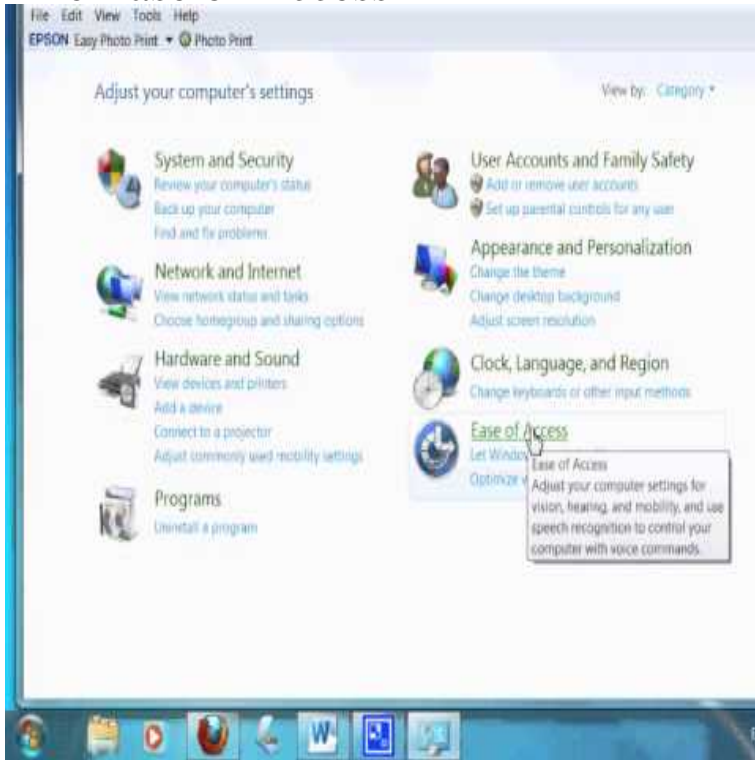 File Edit View Tools Help
EPSON Easy Photo Print Photo Print
Adjust your computer's settings
View by: Category
System and Security
Review your computer's status
Back up your computer
Find and fix problems
Network and Internet
View network status and tasks
Choose homegroup and sharing options
Hardware and Sound
View devices and printers
Add a device
Connect to a projector
Adjust commonly used mobility settings
Programs
Uninstall a program
User Accounts and Family Safety
Add or remove user accounts
Set up parental controls for any user
Appearance and Personalization
Change the theme
Change desktop background
Adjust screen resolution
Clock, Language, and Region
Change keyboards or other input methods
Ease of Access
Let Window
Optimize
Ease of Access
Adjust your computer settings for
vision, hearing, and mobility, and use
speech recognition to control your
computer with voice commands.
W